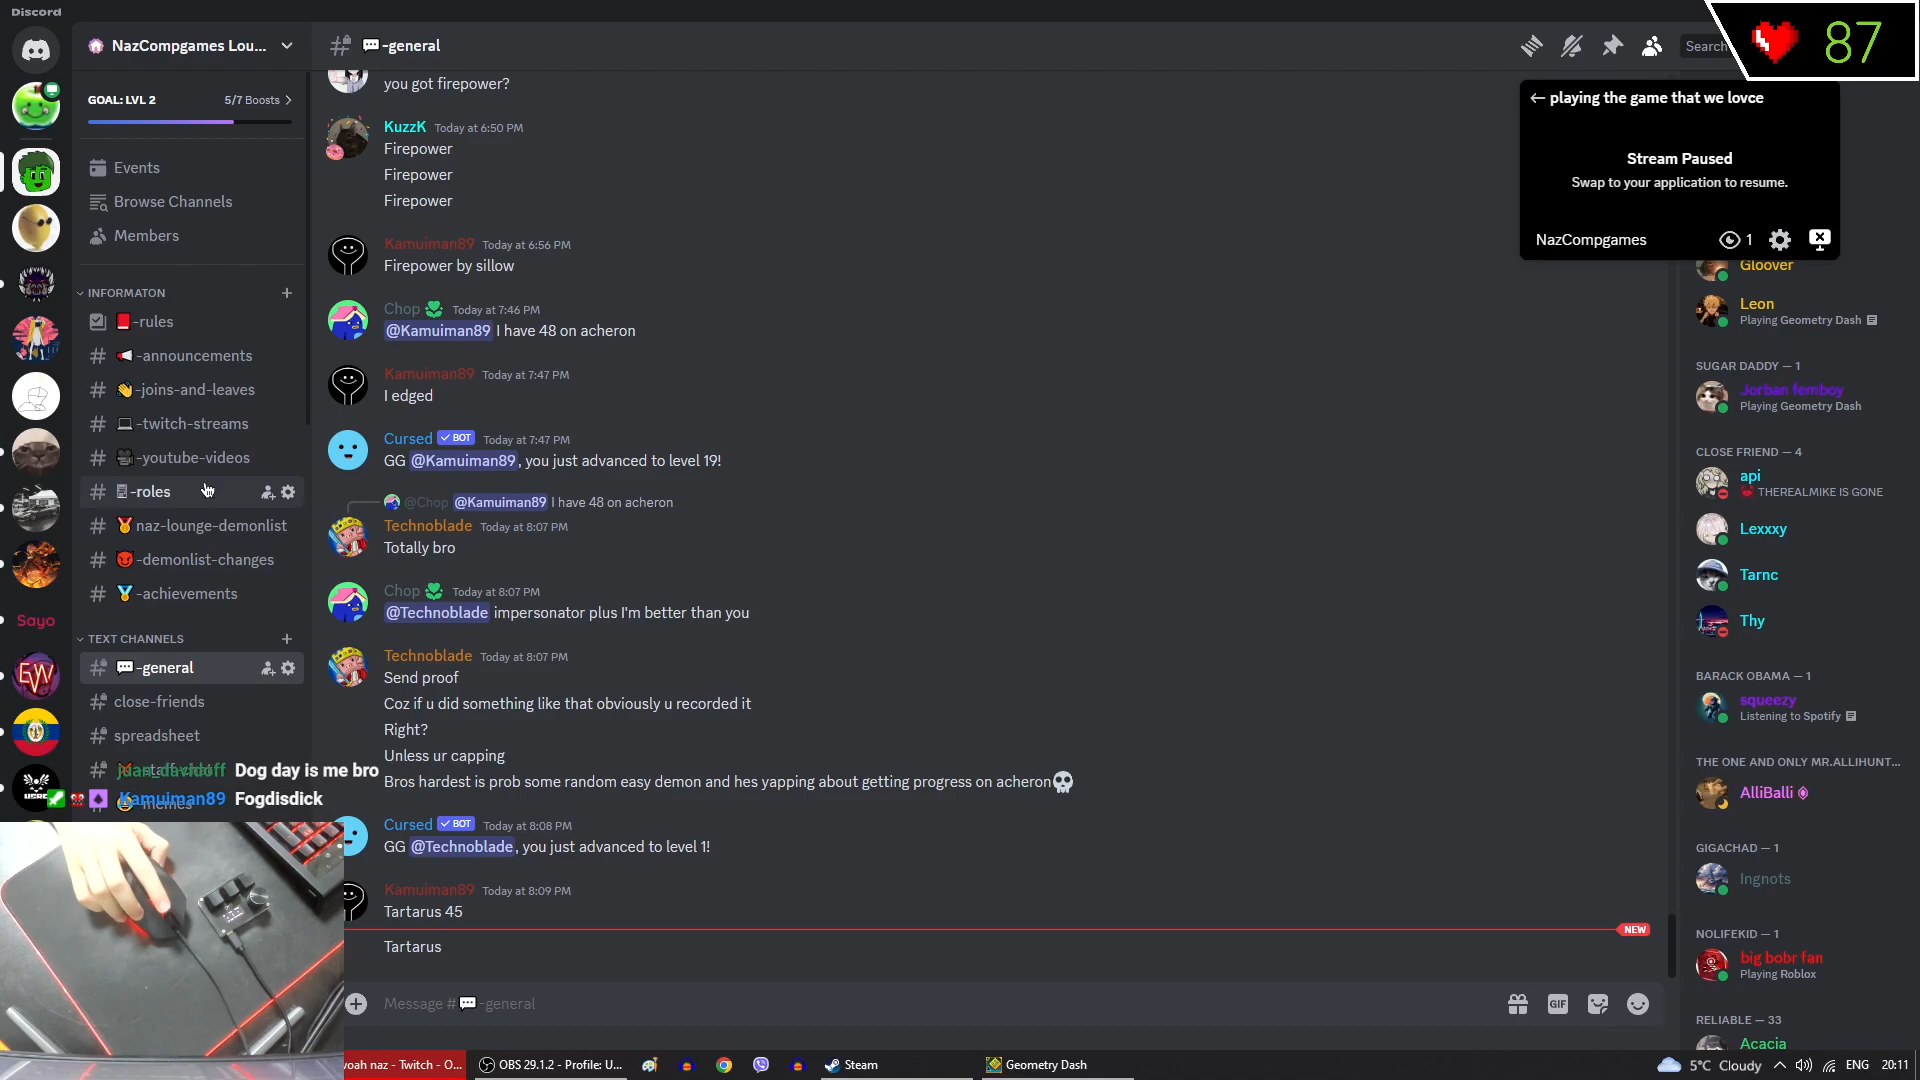 Discord
NazCompgames Lou...
💬-general
Search
87
GOAL: LVL 2
5/7 Boosts
Events
Browse Channels
Members
INFORMATON
-rules
-announcements
-joins-and-leaves
-twitch-streams
-youtube-videos
-roles
naz-lounge-demonlist
-demonlist-changes
-achievements
TEXT CHANNELS
-general
close-friends
spreadsheet
juan_davidoff Dog day is me bro
Kamuiman89 Fogdisdick
Sayo
EW
you got firepower?
KuzzK Today at 6:50 PM
Firepower
Firepower
Firepower
Kamuiman89 Today at 6:56 PM
Firepower by sillow
Chop Today at 7:46 PM
@Kamuiman89 I have 48 on acheron
Kamuiman89 Today at 7:47 PM
I edged
Cursed BOT Today at 7:47 PM
GG @Kamuiman89, you just advanced to level 19!
@Chop @Kamuiman89 I have 48 on acheron
Technoblade Today at 8:07 PM
Totally bro
Chop Today at 8:07 PM
@Technoblade impersonator plus I'm better than you
Technoblade Today at 8:07 PM
Send proof
Coz if u did something like that obviously u recorded it
Right?
Unless ur capping
Bros hardest is prob some random easy demon and hes yapping about getting progress on acheron💀
Cursed BOT Today at 8:08 PM
GG @Technoblade, you just advanced to level 1!
Kamuiman89 Today at 8:09 PM
Tartarus 45
NEW
Tartarus
Message #💬-general
GIF
playing the game that we lovce
Stream Paused
Swap to your application to resume.
NazCompgames
1
Gloover
Leon
Playing Geometry Dash
SUGAR DADDY — 1
Jorban femboy
Playing Geometry Dash
CLOSE FRIEND — 4
api
THEREALMIKE IS GONE
Lexxxy
Tarnc
Thy
BARACK OBAMA — 1
squeezy
Listening to Spotify
THE ONE AND ONLY MR.ALLIHUNT...
AlliBalli
GIGACHAD — 1
Ingnots
NOLIFEKID — 1
big bobr fan
Playing Roblox
RELIABLE — 33
Acacia
woah naz - Twitch - O...
OBS 29.1.2 - Profile: U...
Steam
Geometry Dash
5°C Cloudy
ENG
20:11